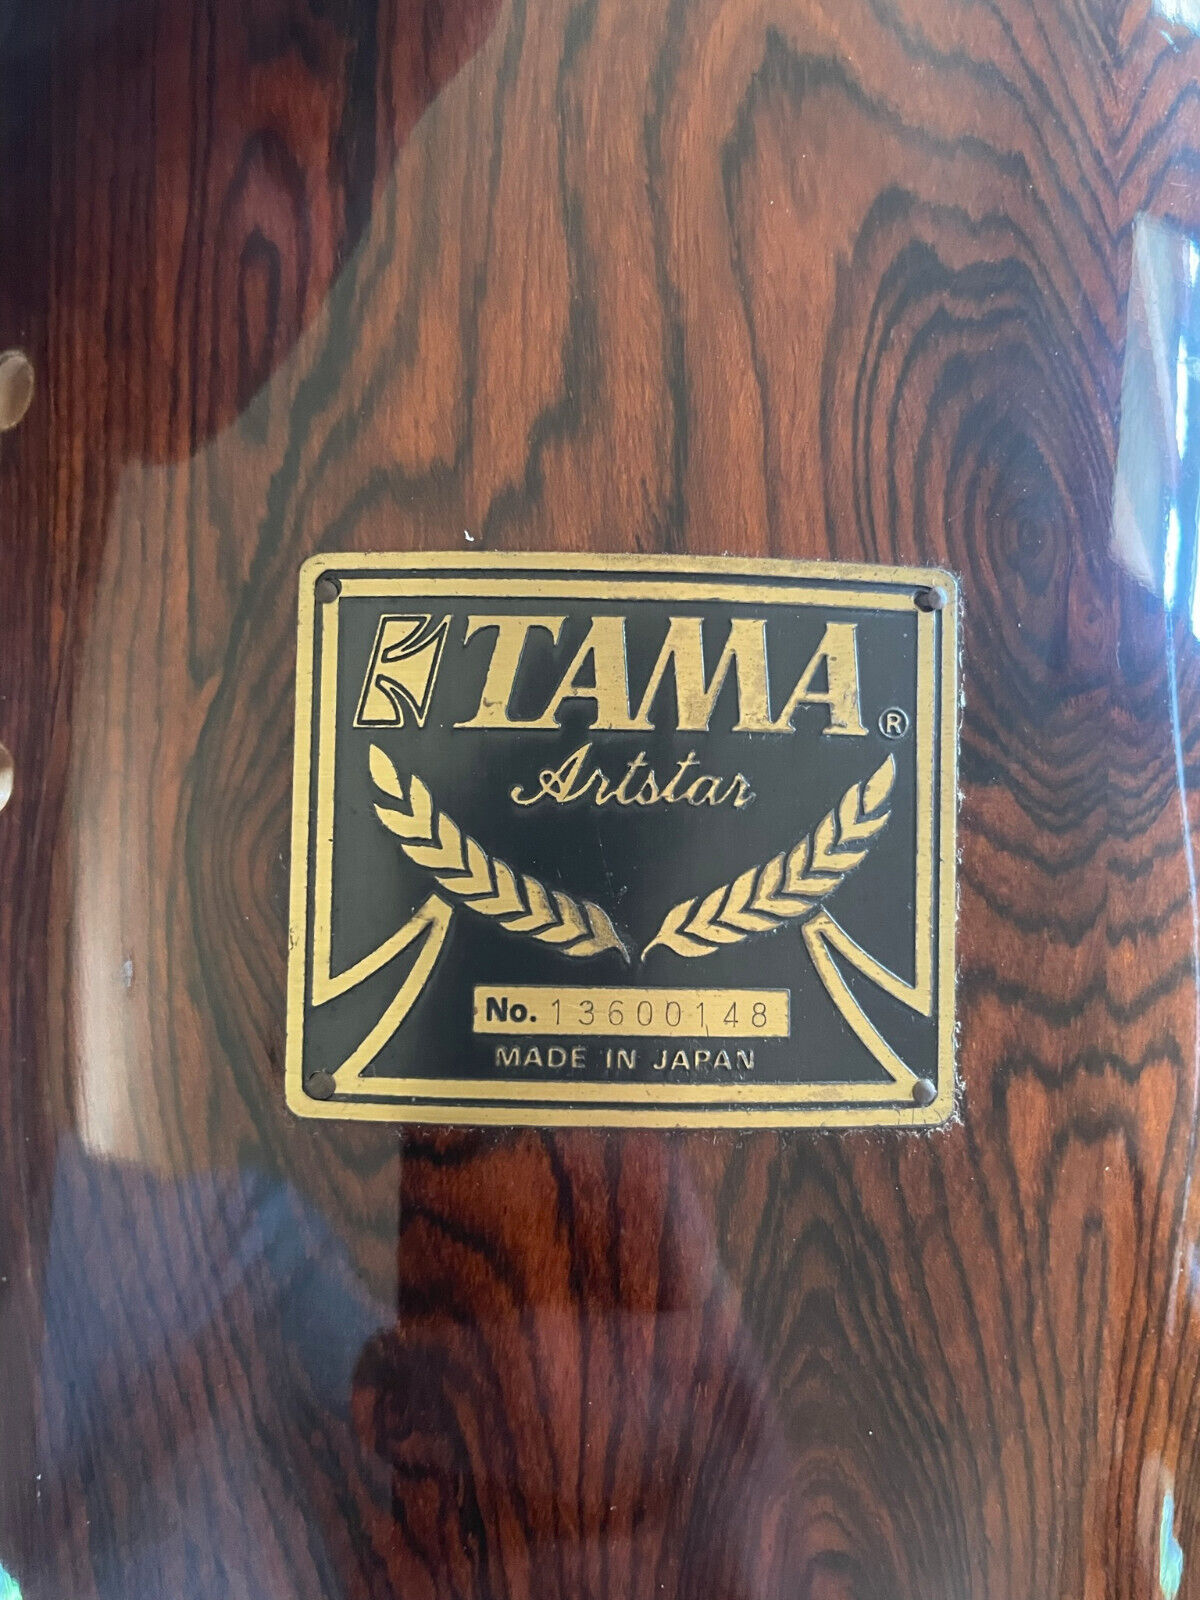 TAMA®
Artstar
No. 13600148
MADE IN JAPAN